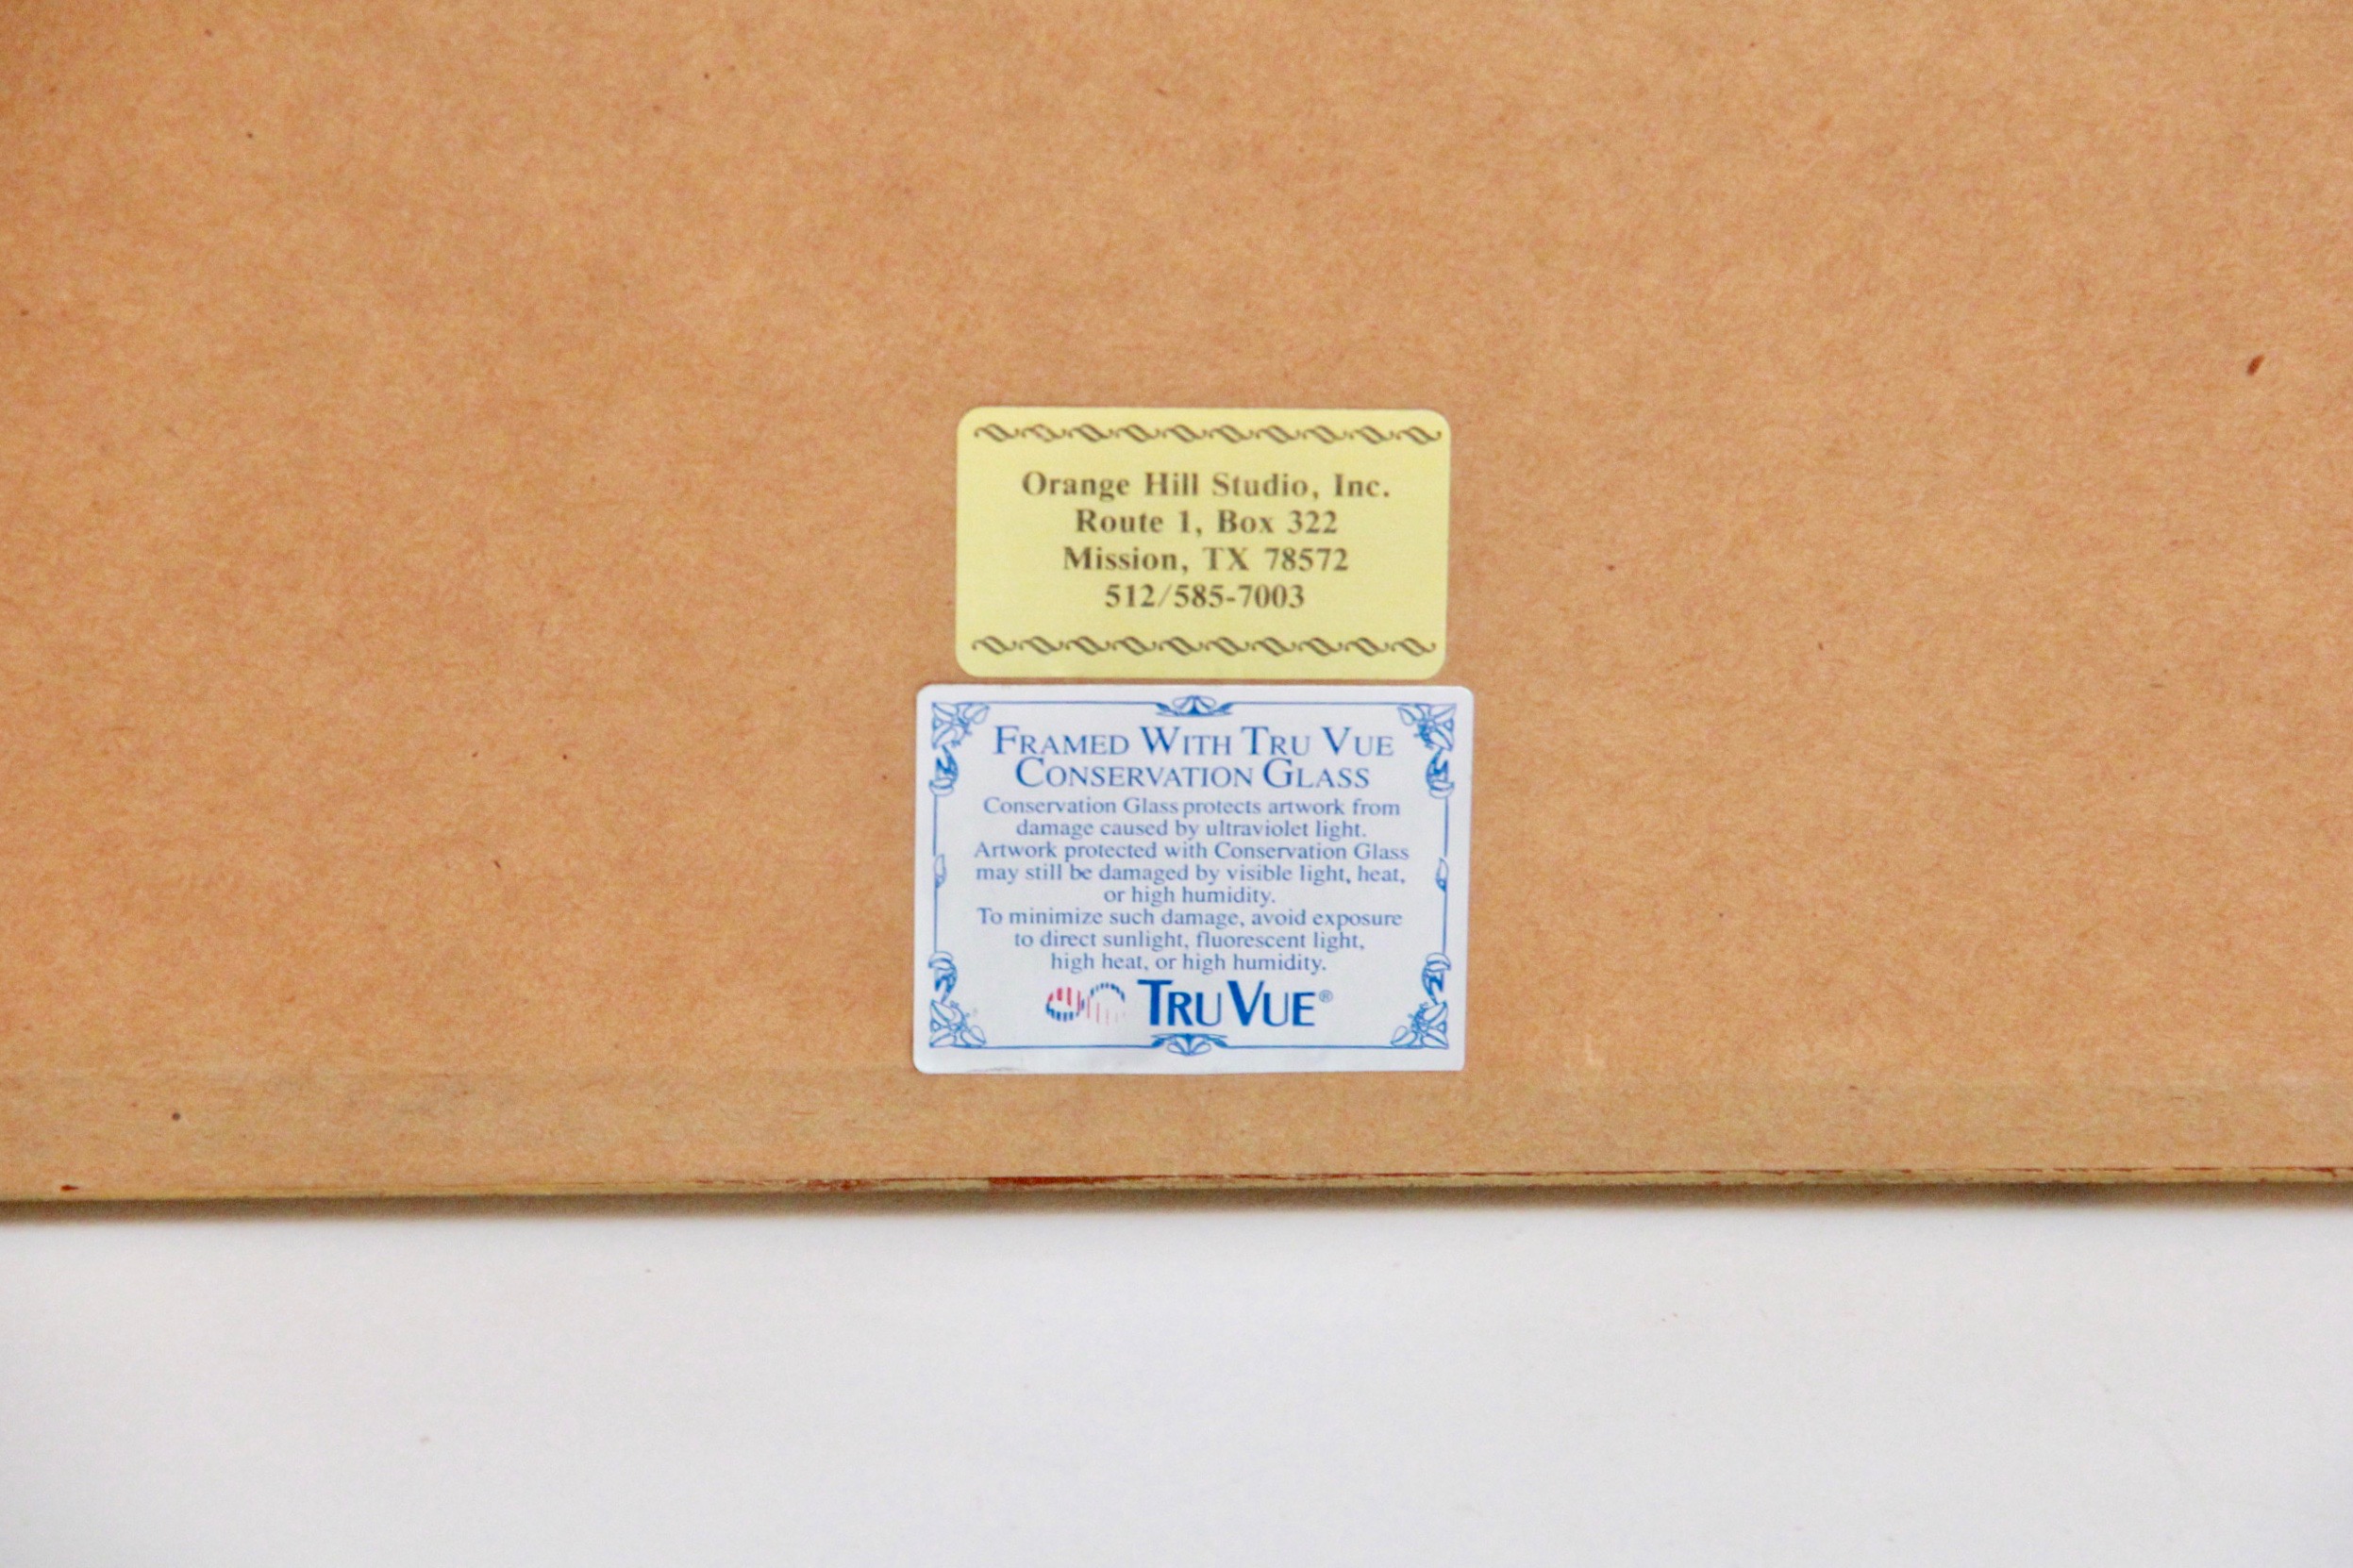 Orange Hill Studio, Inc.
Route 1, Box 322
Mission, TX 78572
512/585-7003
FRAMED WITH TRU VUE
CONSERVATION GLASS
Conservation Glass protects artwork from
damage caused by ultraviolet light.
Artwork protected with Conservation Glass
may still be damaged by visible light, heat,
or high humidity.
To minimize such damage, avoid exposure
to direct sunlight, fluorescent light,
high heat, or high humidity.
TRU VUE®